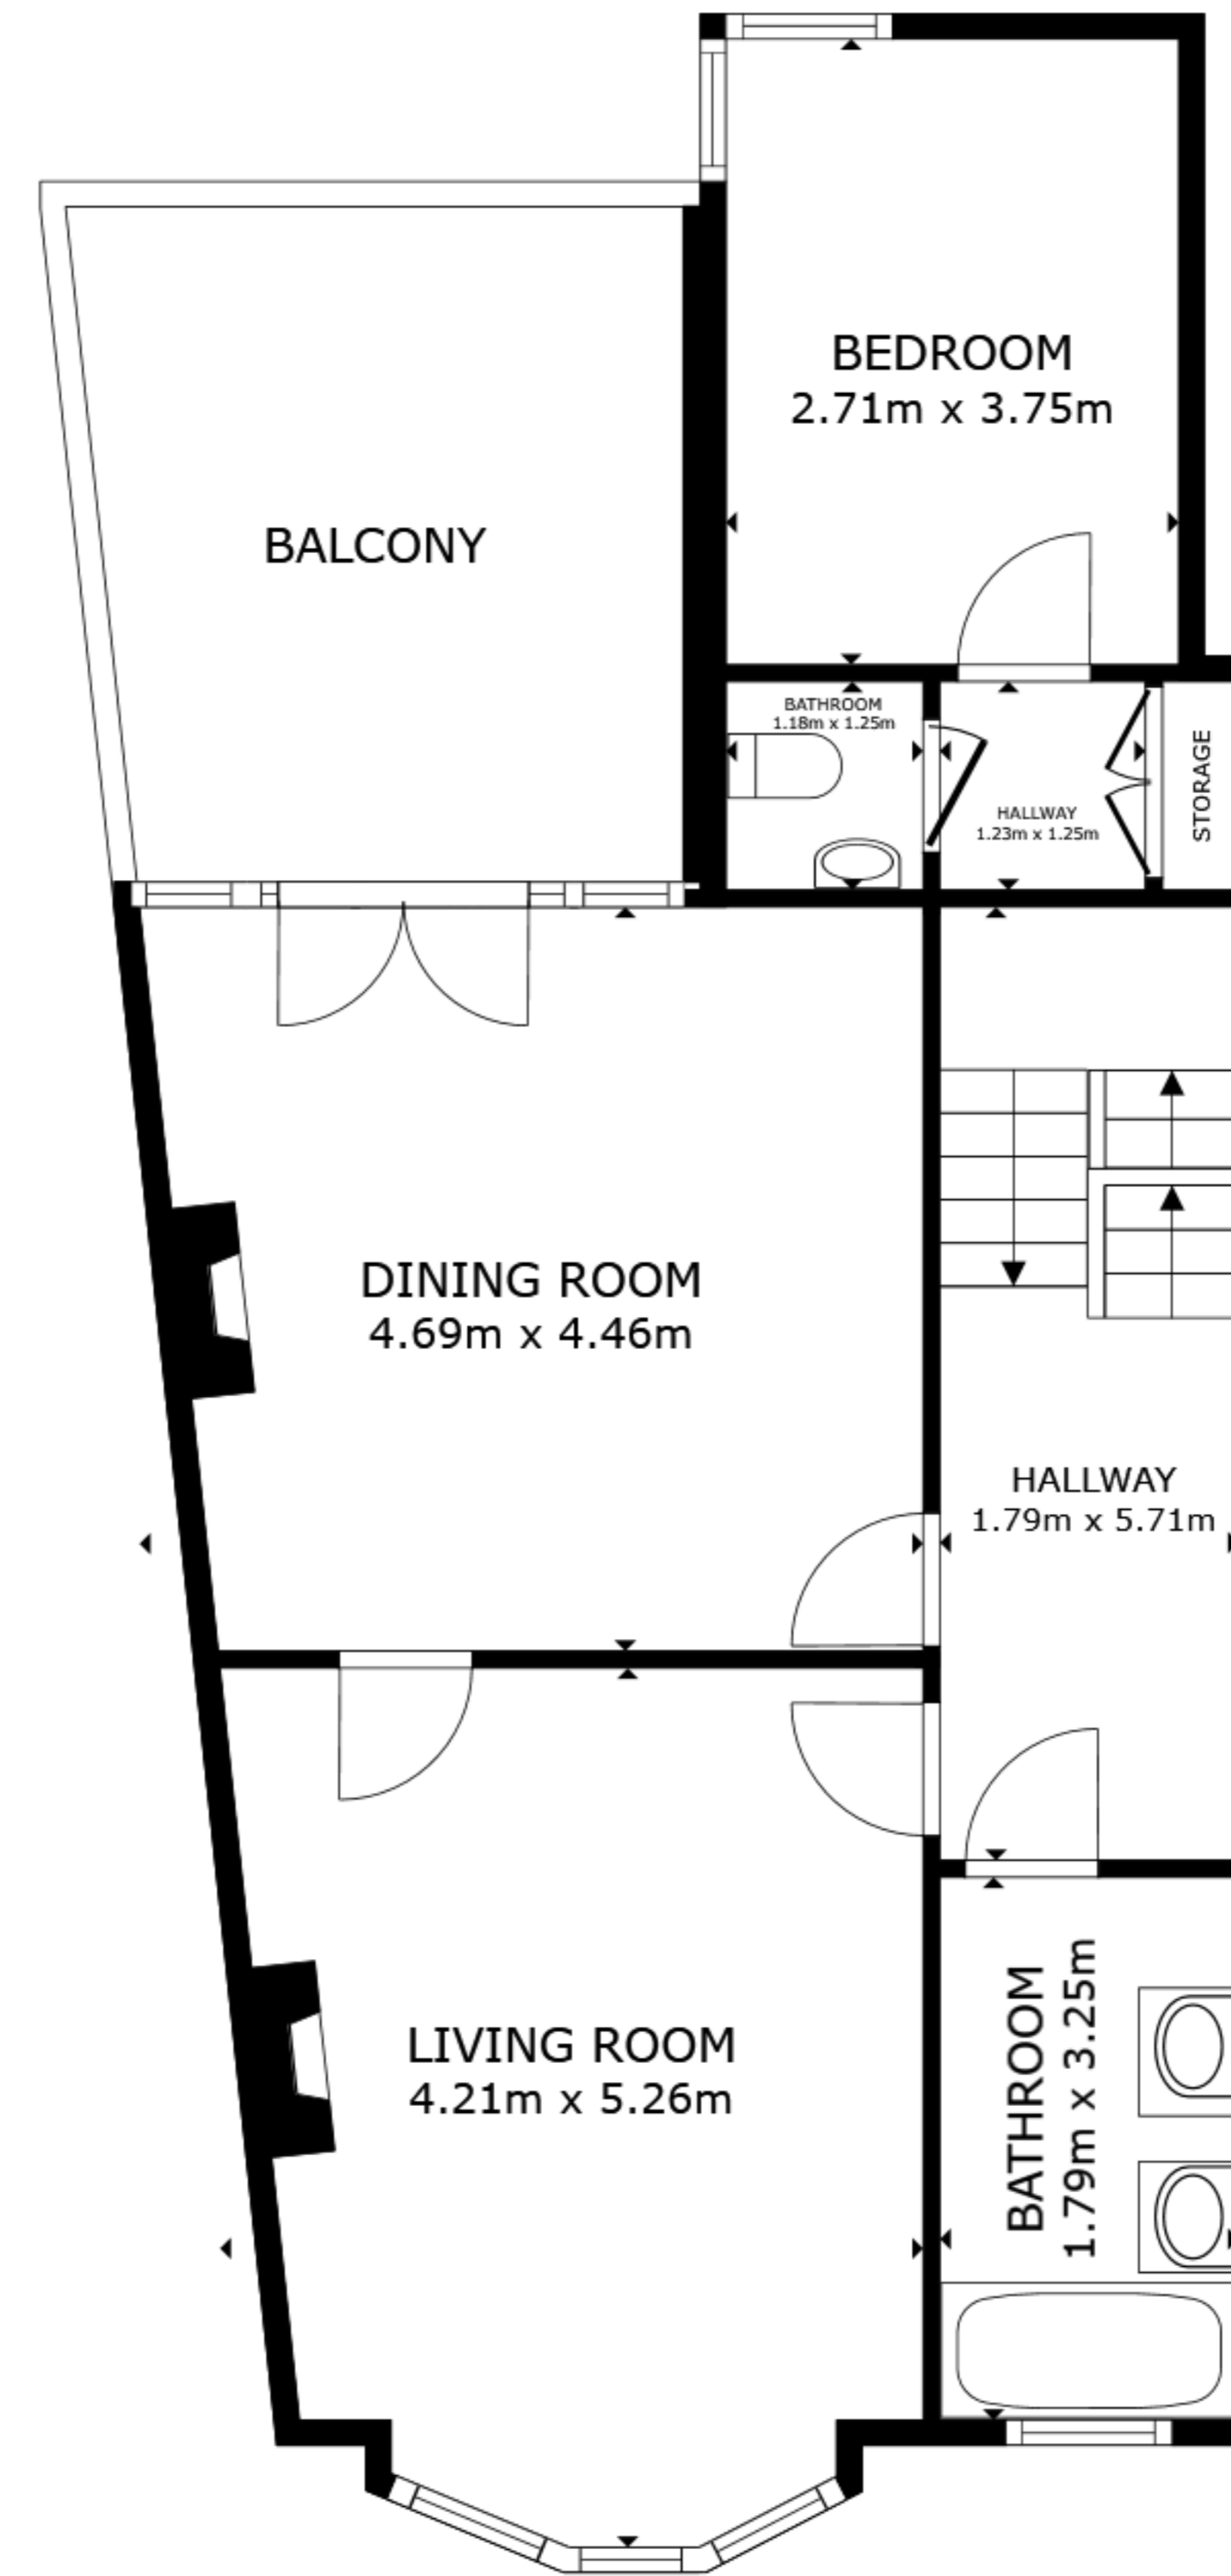 BEDROOM
2.71m x 3.75m
BALCONY
BATHROOM
1.18m x 1.25m
HALLWAY
1.23m x 1.25m
STORAGE
DINING ROOM
4.69m x 4.46m
HALLWAY
1.79m x 5.71m
LIVING ROOM
4.21m x 5.26m
BATHROOM
1.79m x 3.25m